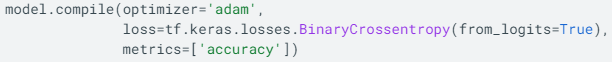 model.compile(optimizer='adam',
              loss=tf.keras.losses.BinaryCrossentropy(from_logits=True),
              metrics=['accuracy'])